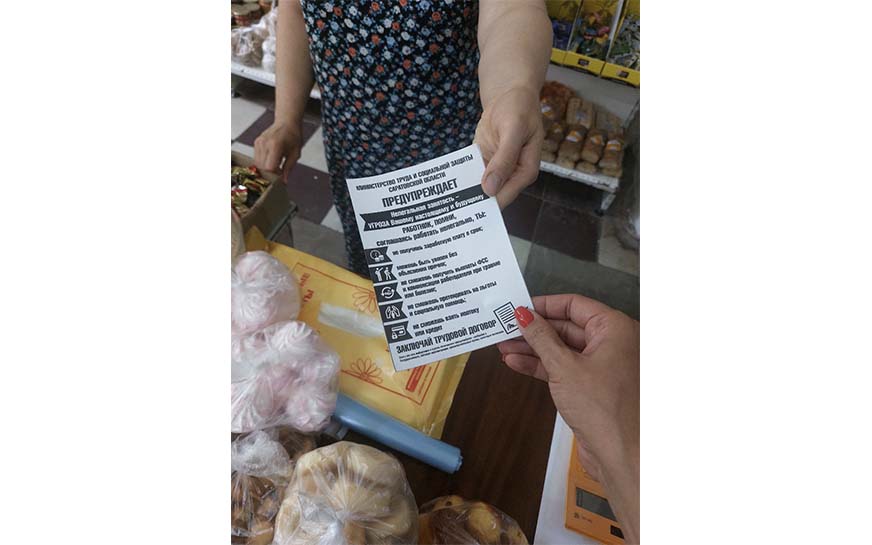 МИНИСТЕРСТВО ТРУДА И СОЦИАЛЬНОЙ ЗАЩИТЫ
САРАТОВСКОЙ ОБЛАСТИ
ПРЕДУПРЕЖДАЕТ
Нелегальная занятость –
УГРОЗА Вашему настоящему и будущему
РАБОТНИК, ПОМНИ,
соглашаясь работать нелегально, ТЫ:
не получишь заработную плату в срок;
можешь быть уволен без
объяснения причин;
не сможешь получить выплаты ФСС
и компенсации работодателя при травме
или болезни;
не сможешь претендовать на льготы
и социальную помощь;
не сможешь взять ипотеку
или кредит
ЗАКЛЮЧАЙ ТРУДОВОЙ ДОГОВОР